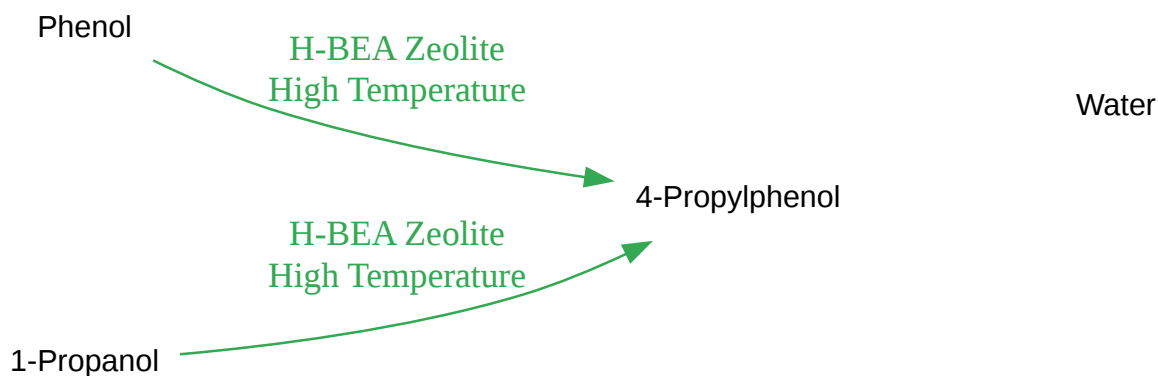 Phenol
H-BEA Zeolite
High Temperature
Water
4-Propylphenol
H-BEA Zeolite
High Temperature
1-Propanol